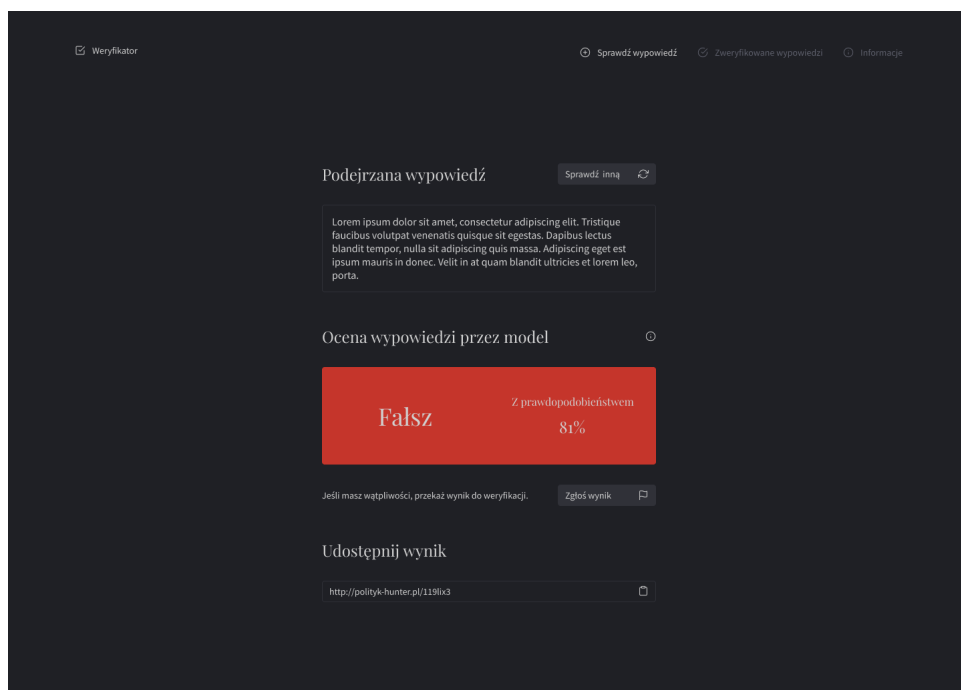 Weryfikator
Sprawdź wypowiedź
Zweryfikowane wypowiedzi
Informacje
Podejrzana wypowiedź
Sprawdź inną
Lorem ipsum dolor sit amet, consectetur adipiscing elit. Tristique
faucibus volutpat venenatis quisque sit egestas. Dapibus lectus
blandit tempor, nulla sit adipiscing quis massa. Adipiscing eget est
ipsum mauris in donec. Velit in at quam blandit ultricies et lorem leo,
porta.
Ocena wypowiedzi przez model
Fałsz
Z prawdopodobieństwem
81%
Jeśli masz wątpliwości, przekaż wynik do weryfikacji.
Zgłoś wynik
Udostępnij wynik
http://polityk-hunter.pl/119lix3